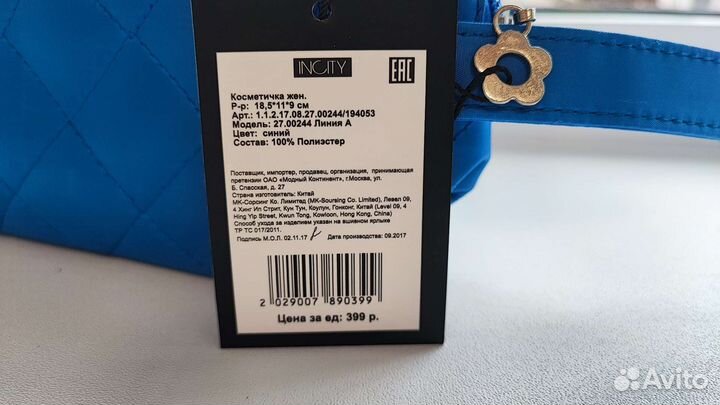 INCITY
EAC
Косметичка жен.
Р-р: 18,5*11*9 см
Арт.: 1.1.2.17.08.27.00244/194053
Модель: 27.00244 Линия А
Цвет: синий
Состав: 100% Полиэстер
Поставщик, импортер, продавец, организация, принимающая
претензии ОАО «Модный Континент», г.Москва, ул.
Б. Спасская, д. 27
Страна изготовитель: Китай
МК-Сорсинг Ко. Лимитед (MK-Soursing Co. Limited), Левел 09,
4 Хинг Ип Стрит, Кун Тун, Коулун, Гонконг, Китай (Level 09, 4
Hing Yip Street, Kwun Tong, Kowloon, Hong Kong, China)
Способ ухода за изделием указан на вшивном ярлыке
ТР ТС 017/2011.
Подпись М.О.Л. 02.11.17 Дата производства: 09.2017
2 029007 890399
Цена за ед: 399 р.
Avito